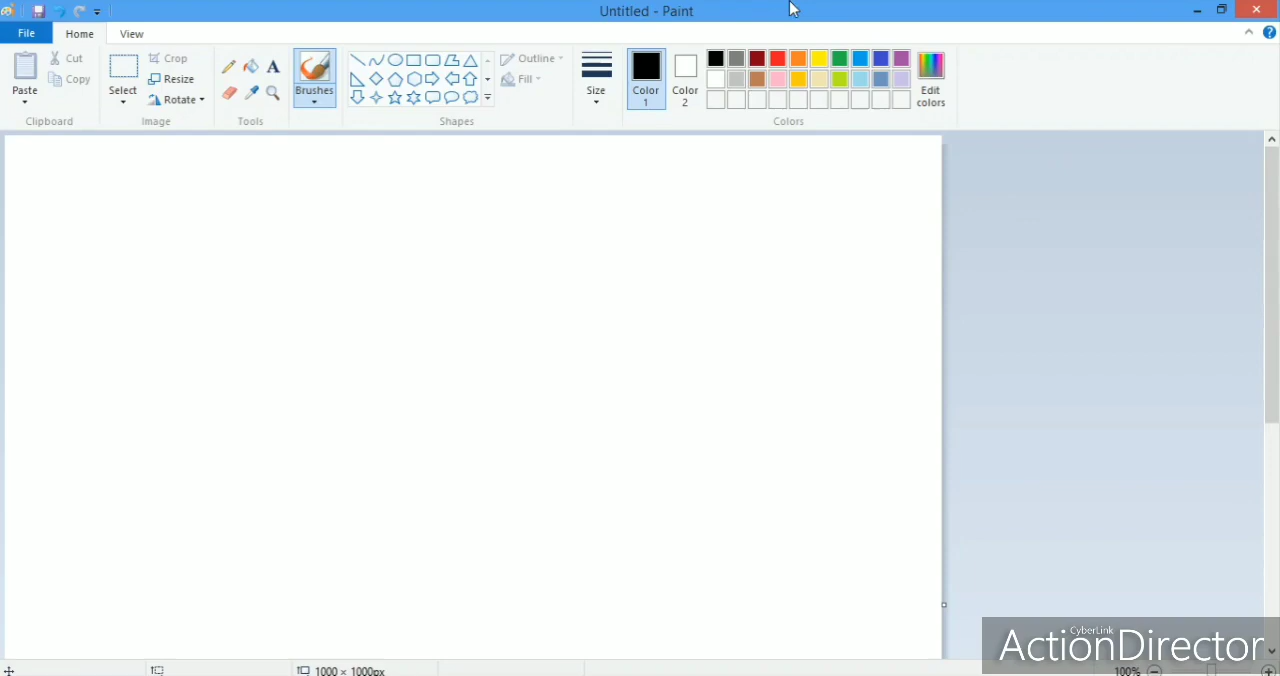 Untitled - Paint
File Home View
Paste
Cut
Copy
Clipboard
Select
Crop
Resize
Rotate
Image
A
Tools
Brushes
Outline
Fill
Shapes
Size
Color 1
Color 2
Edit colors
Colors
CyberLink
ActionDirector
1000 × 1000px
100%